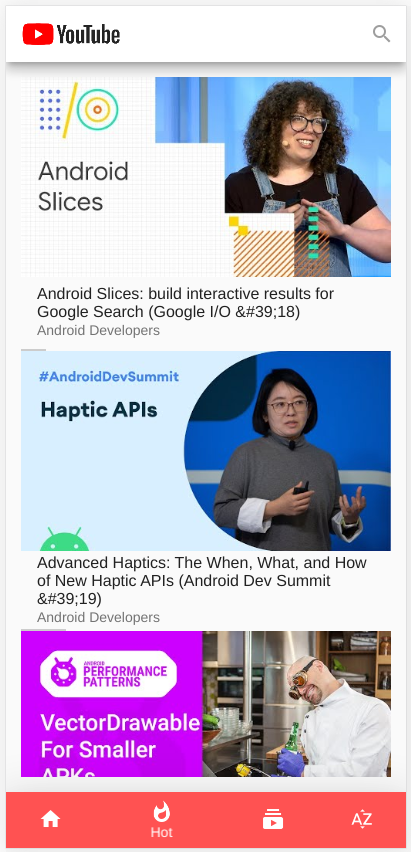 YouTube
I/O
Android
Slices
Android Slices: build interactive results for
Google Search (Google I/O &#39;18)
Android Developers
#AndroidDevSummit
Haptic APIs
Advanced Haptics: The When, What, and How
of New Haptic APIs (Android Dev Summit
&#39;19)
Android Developers
ANDROID
PERFORMANCE
PATTERNS
VectorDrawable
For Smaller
APKs
Hot
AZ